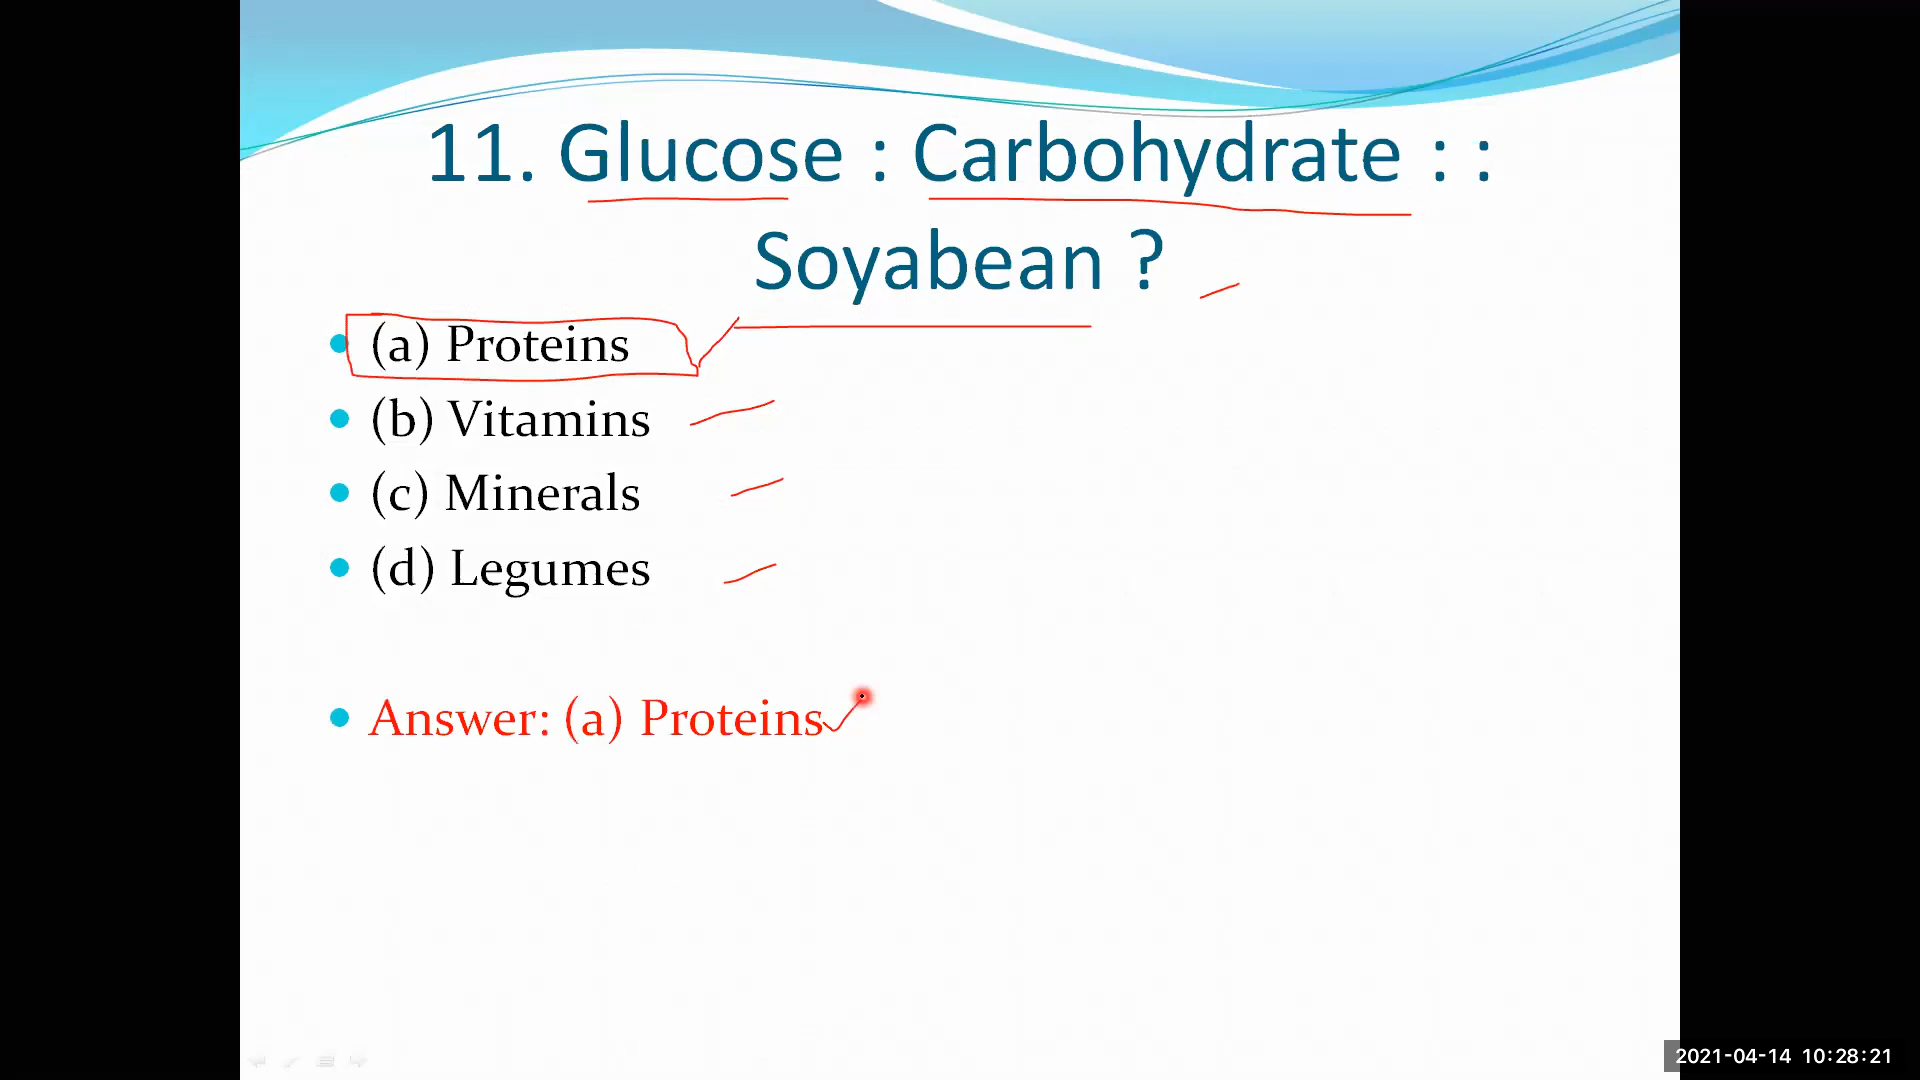 11. Glucose : Carbohydrate : :
Soyabean ?
(a) Proteins
(b) Vitamins
(c) Minerals
(d) Legumes
Answer: (a) Proteins
2021-04-14 10:28:21